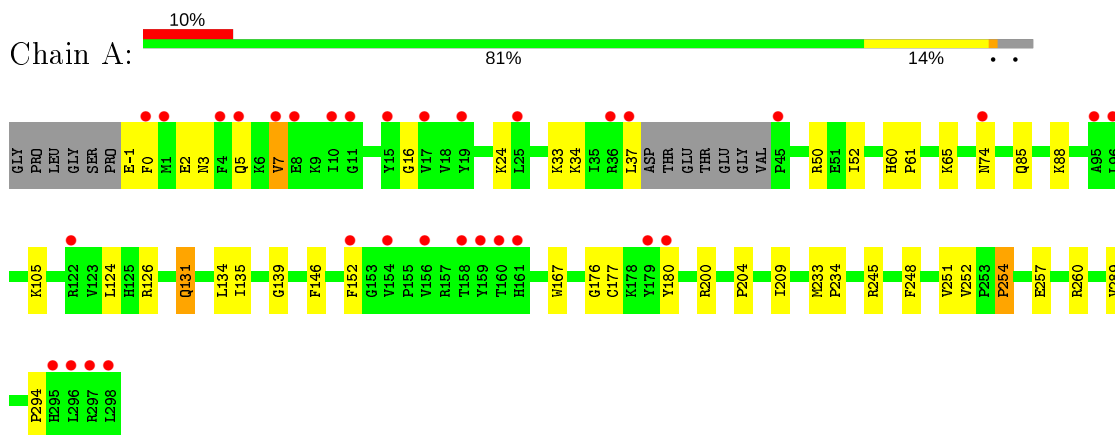 10%
Chain A:
81% 14% • •
GLY PRO LEU GLY SER PRO E-1 F0 M1 E2 N3 F4 Q5 K6 V7 E8 K9 I10 G11 Y15 G16 V17 V18 Y19 K24 L25 K33 K34 I35 R36 L37 ASP THR GLU THR THR GLU GLY VAL P45 R50 E51 I52 H60 P61 K65 N74 Q85 K88 A95 L96
K105 R122 V123 L124 H125 R126 Q131 L134 I135 G139 F146 F152 G153 V154 P155 V156 R157 T158 Y159 T160 H161 W167 G176 C177 K178 Y179 Y180 R200 P204 I209 M233 P234 R245 F248 V251 V252 P253 P254 E257 R260
P294 H295 L296 R297 L298